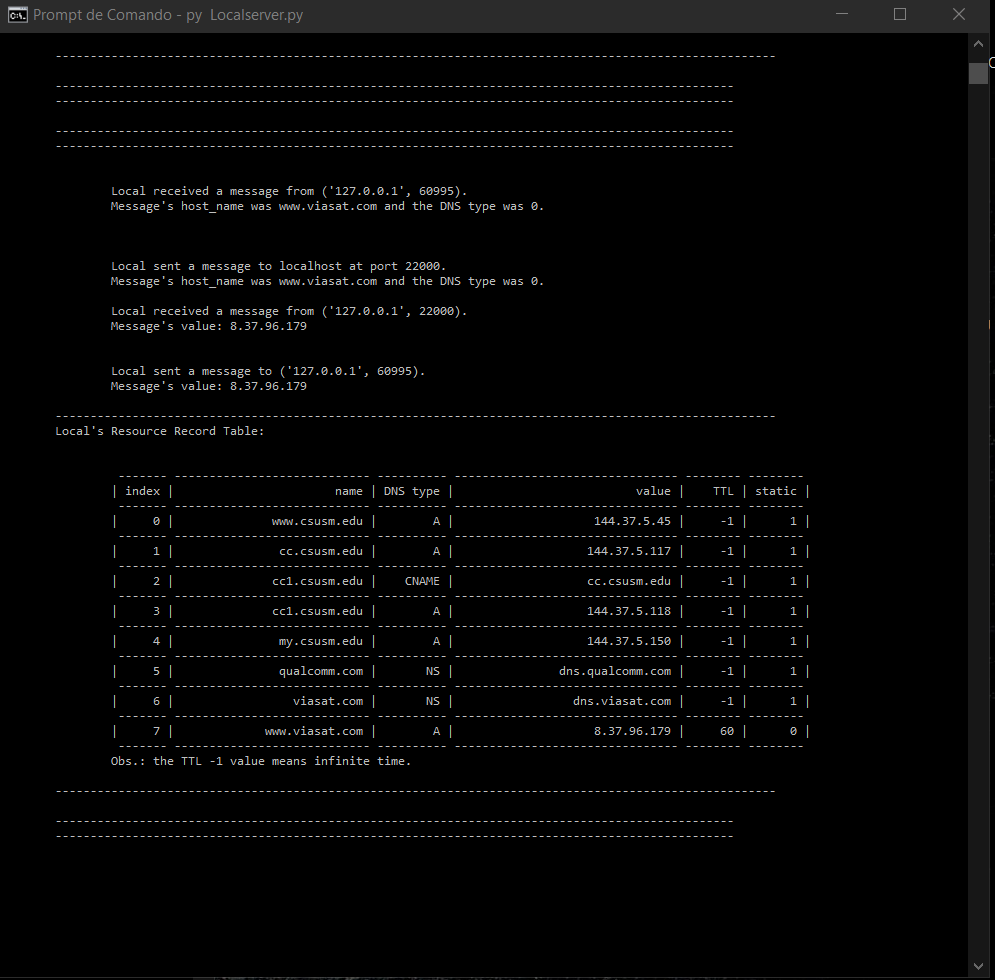 Prompt de Comando - py  Localserver.py
-------------------------------------------------------------------------------------------------------
-------------------------------------------------------------------------------------------------
-------------------------------------------------------------------------------------------------
-------------------------------------------------------------------------------------------------
-------------------------------------------------------------------------------------------------
Local received a message from ('127.0.0.1', 60995).
Message's host_name was www.viasat.com and the DNS type was 0.
Local sent a message to localhost at port 22000.
Message's host_name was www.viasat.com and the DNS type was 0.
Local received a message from ('127.0.0.1', 22000).
Message's value: 8.37.96.179
Local sent a message to ('127.0.0.1', 60995).
Message's value: 8.37.96.179
-------------------------------------------------------------------------------------------------------
Local's Resource Record Table:
------- ---------------------------- ---------- -------------------------------- -------- --------
| index | name | DNS type | value | TTL | static |
------- ---------------------------- ---------- -------------------------------- -------- --------
| 0 | www.csusm.edu | A | 144.37.5.45 | -1 | 1 |
------- ---------------------------- ---------- -------------------------------- -------- --------
| 1 | cc.csusm.edu | A | 144.37.5.117 | -1 | 1 |
------- ---------------------------- ---------- -------------------------------- -------- --------
| 2 | cc1.csusm.edu | CNAME | cc.csusm.edu | -1 | 1 |
------- ---------------------------- ---------- -------------------------------- -------- --------
| 3 | cc1.csusm.edu | A | 144.37.5.118 | -1 | 1 |
------- ---------------------------- ---------- -------------------------------- -------- --------
| 4 | my.csusm.edu | A | 144.37.5.150 | -1 | 1 |
------- ---------------------------- ---------- -------------------------------- -------- --------
| 5 | qualcomm.com | NS | dns.qualcomm.com | -1 | 1 |
------- ---------------------------- ---------- -------------------------------- -------- --------
| 6 | viasat.com | NS | dns.viasat.com | -1 | 1 |
------- ---------------------------- ---------- -------------------------------- -------- --------
| 7 | www.viasat.com | A | 8.37.96.179 | 60 | 0 |
------- ---------------------------- ---------- -------------------------------- -------- --------
Obs.: the TTL -1 value means infinite time.
-------------------------------------------------------------------------------------------------------
-------------------------------------------------------------------------------------------------
-------------------------------------------------------------------------------------------------